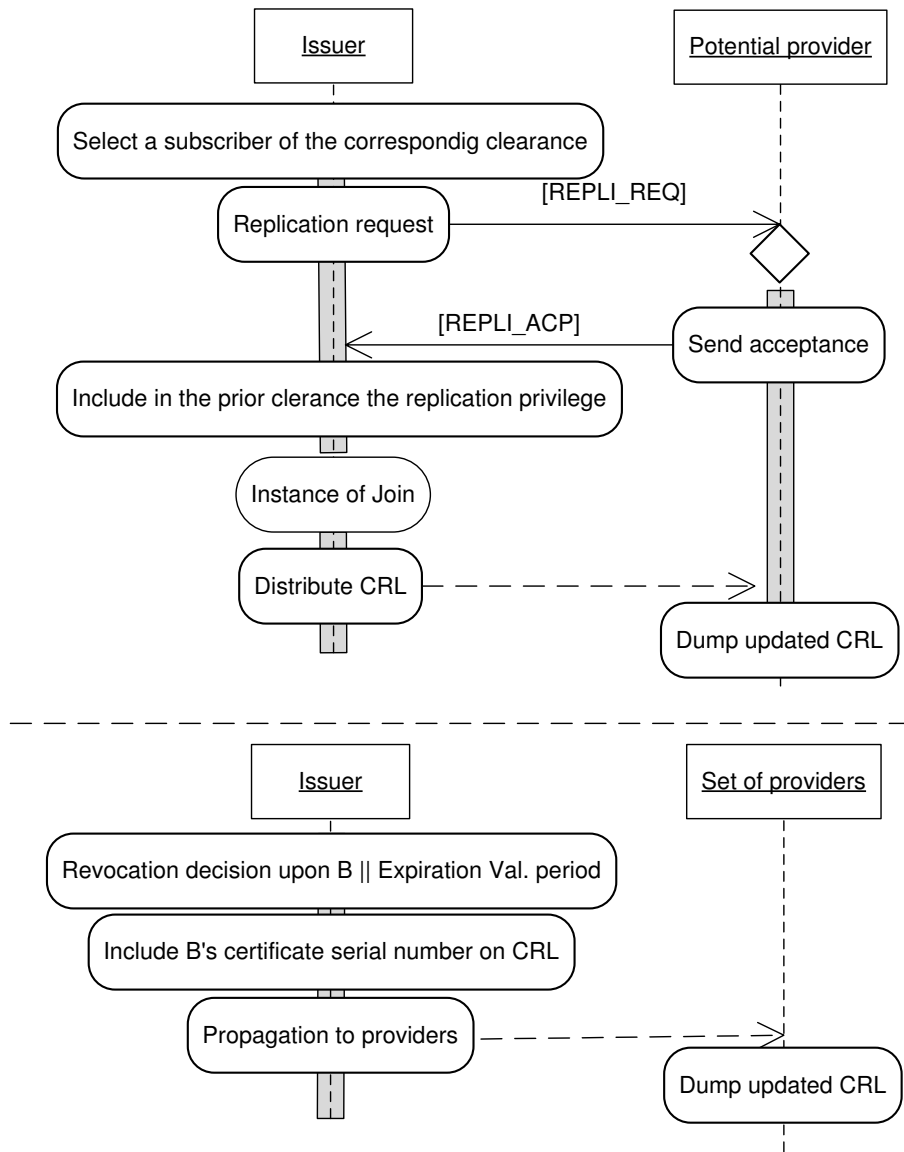 Issuer
Potential provider
Select a subscriber of the correspondig clearance
[REPLI_REQ]
Replication request
[REPLI_ACP]
Send acceptance
Include in the prior clerance the replication privilege
Instance of Join
Distribute CRL
Dump updated CRL
Issuer
Set of providers
Revocation decision upon B || Expiration Val. period
Include B's certificate serial number on CRL
Propagation to providers
Dump updated CRL